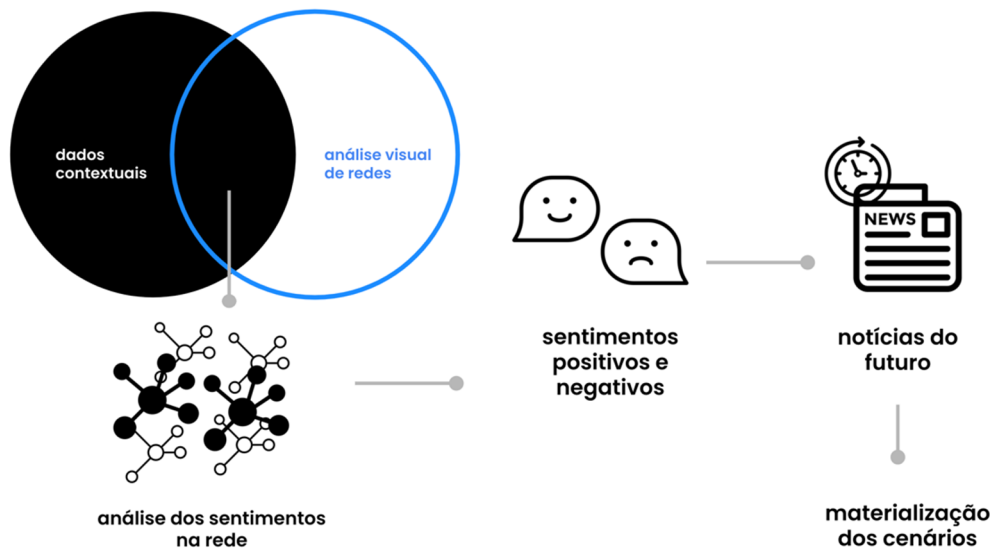 dados
contextuais
análise visual
de redes
análise dos sentimentos
na rede
sentimentos
positivos e
negativos
NEWS
notícias do
futuro
materialização
dos cenários